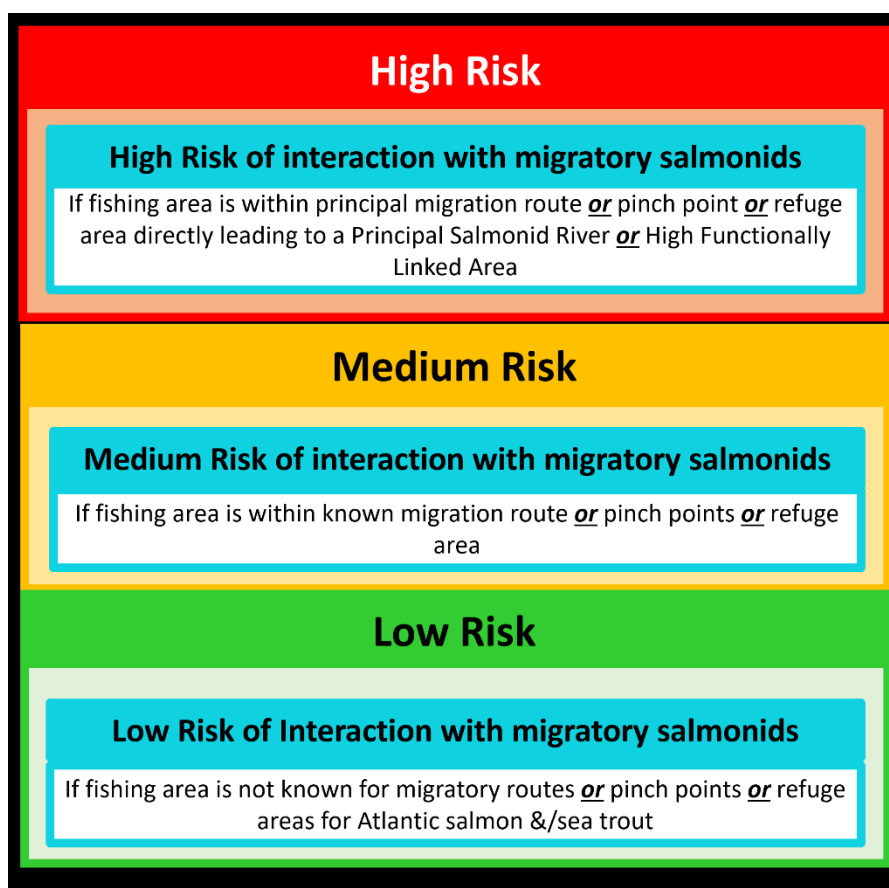 High Risk
High Risk of interaction with migratory salmonids
If fishing area is within principal migration route or pinch point or refuge
area directly leading to a Principal Salmonid River or High Functionally
Linked Area
Medium Risk
Medium Risk of interaction with migratory salmonids
If fishing area is within known migration route or pinch points or refuge
area
Low Risk
Low Risk of Interaction with migratory salmonids
If fishing area is not known for migratory routes or pinch points or refuge
areas for Atlantic salmon &/sea trout